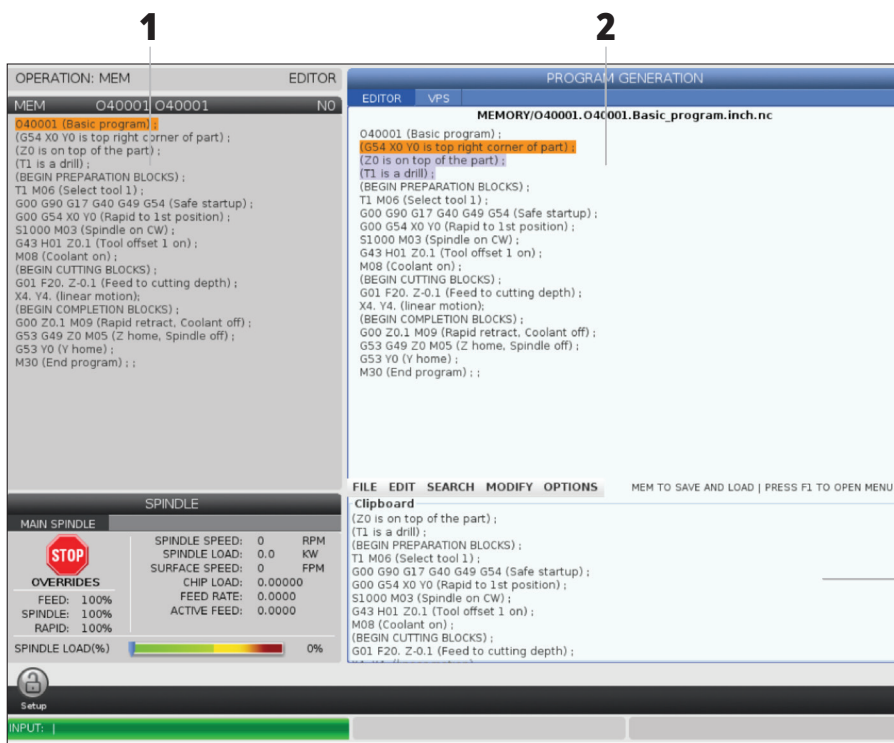 1
2
OPERATION: MEM EDITOR
MEM O40001 O40001 N0
O40001 (Basic program) ;
(G54 X0 Y0 is top right corner of part) ;
(Z0 is on top of the part) ;
(T1 is a drill) ;
(BEGIN PREPARATION BLOCKS) ;
T1 M06 (Select tool 1) ;
G00 G90 G17 G40 G49 G54 (Safe startup) ;
G00 G54 X0 Y0 (Rapid to 1st position) ;
S1000 M03 (Spindle on CW) ;
G43 H01 Z0.1 (Tool offset 1 on) ;
M08 (Coolant on) ;
(BEGIN CUTTING BLOCKS) ;
G01 F20. Z-0.1 (Feed to cutting depth) ;
X4. Y4. (linear motion);
(BEGIN COMPLETION BLOCKS) ;
G00 Z0.1 M09 (Rapid retract, Coolant off) ;
G53 G49 Z0 M05 (Z home, Spindle off) ;
G53 Y0 (Y home) ;
M30 (End program) ; ;
PROGRAM GENERATION
EDITOR VPS
MEMORY/O40001.O40001.Basic_program.inch.nc
O40001 (Basic program) ;
(G54 X0 Y0 is top right corner of part) ;
(Z0 is on top of the part) ;
(T1 is a drill) ;
(BEGIN PREPARATION BLOCKS) ;
T1 M06 (Select tool 1) ;
G00 G90 G17 G40 G49 G54 (Safe startup) ;
G00 G54 X0 Y0 (Rapid to 1st position) ;
S1000 M03 (Spindle on CW) ;
G43 H01 Z0.1 (Tool offset 1 on) ;
M08 (Coolant on) ;
(BEGIN CUTTING BLOCKS) ;
G01 F20. Z-0.1 (Feed to cutting depth) ;
X4. Y4. (linear motion);
(BEGIN COMPLETION BLOCKS) ;
G00 Z0.1 M09 (Rapid retract, Coolant off) ;
G53 G49 Z0 M05 (Z home, Spindle off) ;
G53 Y0 (Y home) ;
M30 (End program) ; ;
FILE EDIT SEARCH MODIFY OPTIONS MEM TO SAVE AND LOAD | PRESS F1 TO OPEN MENU
Clipboard
(Z0 is on top of the part) ;
(T1 is a drill) ;
(BEGIN PREPARATION BLOCKS) ;
T1 M06 (Select tool 1) ;
G00 G90 G17 G40 G49 G54 (Safe startup) ;
G00 G54 X0 Y0 (Rapid to 1st position) ;
S1000 M03 (Spindle on CW) ;
G43 H01 Z0.1 (Tool offset 1 on) ;
M08 (Coolant on) ;
(BEGIN CUTTING BLOCKS) ;
G01 F20. Z-0.1 (Feed to cutting depth) ;
SPINDLE
MAIN SPINDLE
STOP
OVERRIDES
FEED: 100%
SPINDLE: 100%
RAPID: 100%
SPINDLE SPEED: 0 RPM
SPINDLE LOAD: 0.0 KW
SURFACE SPEED: 0 FPM
CHIP LOAD: 0.00000
FEED RATE: 0.0000
ACTIVE FEED: 0.0000
SPINDLE LOAD(%) 0%
Setup
INPUT: |